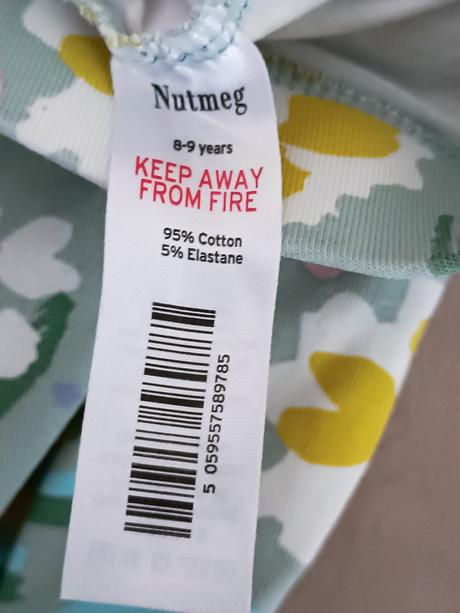 Nutmeg
8-9 years
KEEP AWAY
FROM FIRE
95% Cotton
5% Elastane
5 059557589785